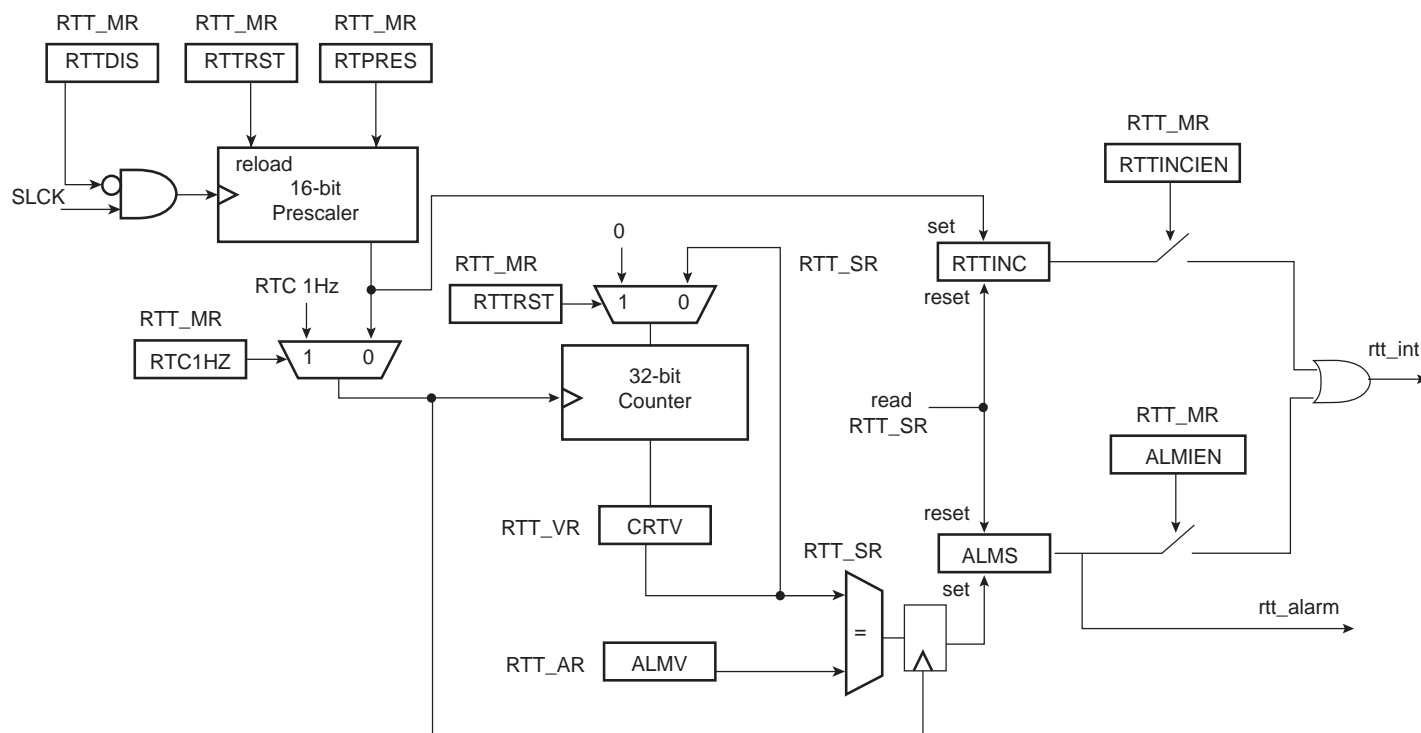 RTT_MR
RTT_MR
RTT_MR
RTTDIS
RTTRST
RTPRES
reload
16-bit
Prescaler
SLCK
RTT_MR
RTTINCIEN
0
set
RTT_MR
RTT_SR
RTTINC
RTC 1Hz
RTTRST
1
0
reset
RTT_MR
RTC1HZ
1
0
32-bit
Counter
rtt_int
read
RTT_SR
RTT_MR
ALMIEN
RTT_VR
CRTV
reset
RTT_SR
ALMS
set
rtt_alarm
=
RTT_AR
ALMV